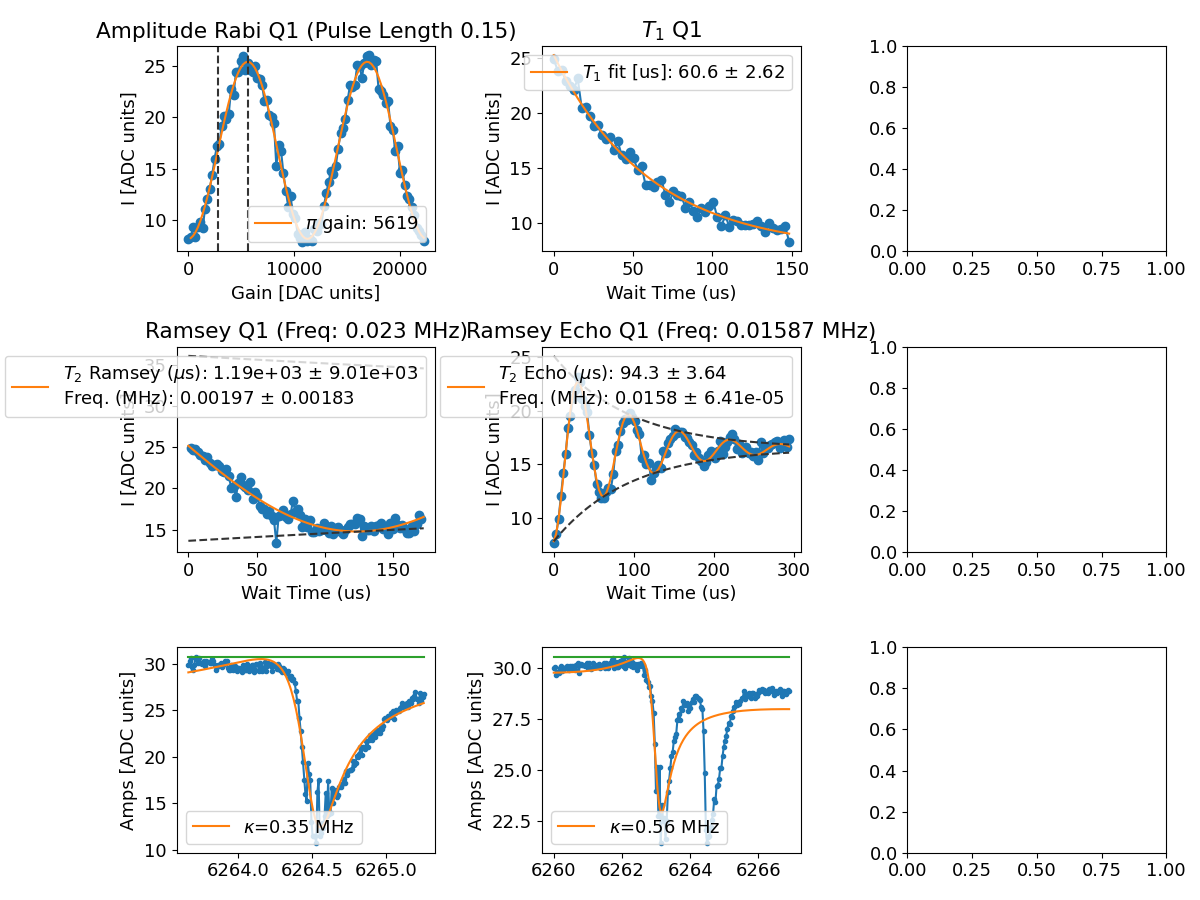 Amplitude Rabi Q1 (Pulse Length 0.15)
I [ADC units]
25
20
15
10
π gain: 5619
0 10000 20000
Gain [DAC units]
T₁ Q1
I [ADC units]
25
20
15
10
T₁ fit [us]: 60.6 ± 2.62
0 50 100 150
Wait Time (us)
1.0
0.8
0.6
0.4
0.2
0.0
0.00 0.25 0.50 0.75 1.00
Ramsey Q1 (Freq: 0.023 MHz)
I [ADC units]
35
30
25
20
15
T₂ Ramsey (μs): 1.19e+03 ± 9.01e+03
Freq. (MHz): 0.00197 ± 0.00183
0 50 100 150
Wait Time (us)
Ramsey Echo Q1 (Freq: 0.01587 MHz)
I [ADC units]
25
20
15
10
T₂ Echo (μs): 94.3 ± 3.64
Freq. (MHz): 0.0158 ± 6.41e-05
0 100 200 300
Wait Time (us)
1.0
0.8
0.6
0.4
0.2
0.0
0.00 0.25 0.50 0.75 1.00
Amps [ADC units]
30
25
20
15
10
κ=0.35 MHz
6264.0 6264.5 6265.0
Amps [ADC units]
30.0
27.5
25.0
22.5
κ=0.56 MHz
6260 6262 6264 6266
1.0
0.8
0.6
0.4
0.2
0.0
0.00 0.25 0.50 0.75 1.00